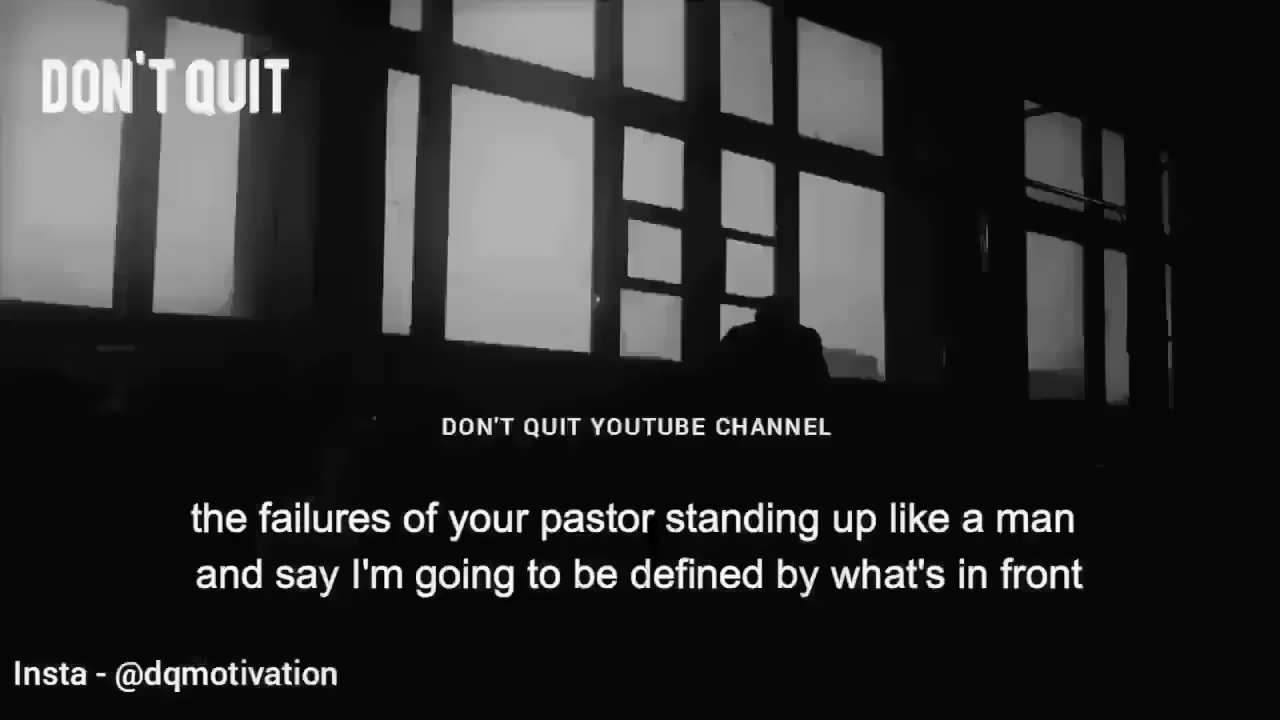 DON'T QUIT
DON'T QUIT YOUTUBE CHANNEL
the failures of your pastor standing up like a man
and say I'm going to be defined by what's in front
Insta - @dqmotivation